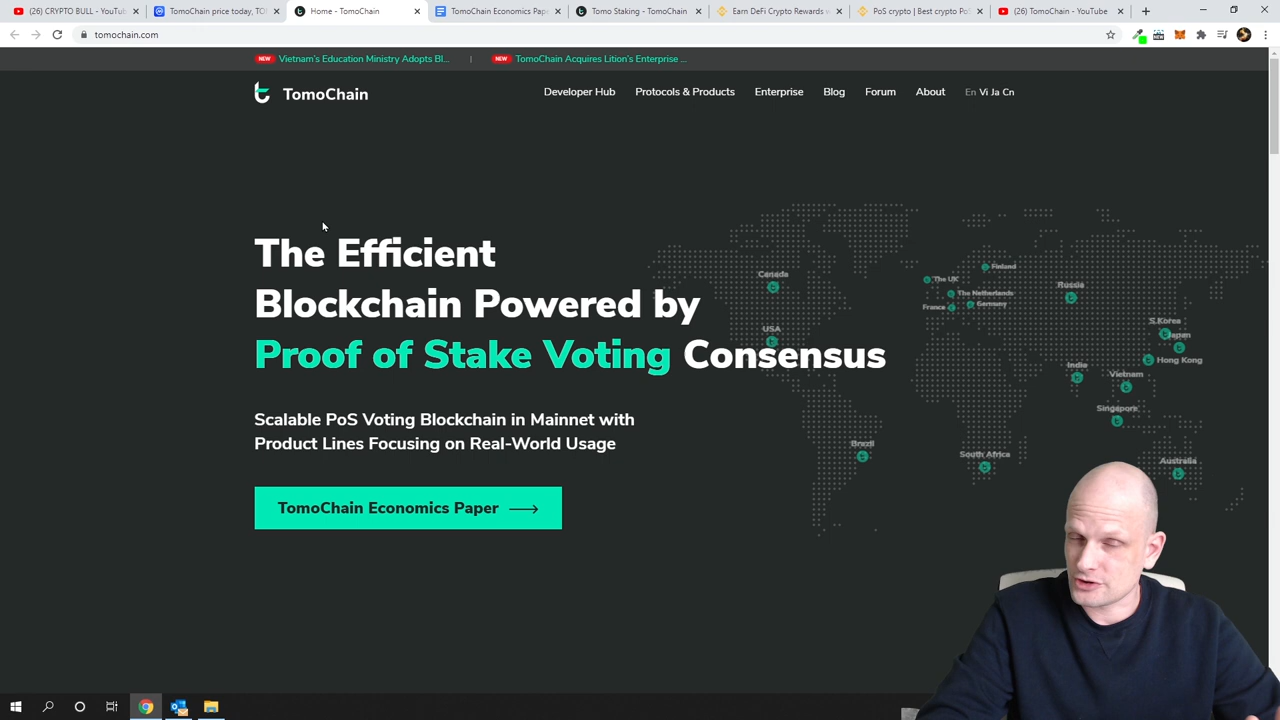 (26) CRYPTO BULL - YouTu
TomoChain price today, TO
Home - TomoChain
TomoChain Economics Pape
Tomo Staking - TomoChain
Earn DeFi Crypto Rewards w
PoS crypto | Best crypto PoS
(26) TomoChain - YouTube
tomochain.com
NEW Vietnam's Education Ministry Adopts Bl... | NEW TomoChain Acquires Lition's Enterprise ...
TomoChain
Developer Hub Protocols & Products Enterprise Blog Forum About En Vi Ja Cn
The Efficient
Blockchain Powered by
Proof of Stake Voting Consensus
Scalable PoS Voting Blockchain in Mainnet with
Product Lines Focusing on Real-World Usage
TomoChain Economics Paper
Canada
USA
Brazil
Finland
The UK
The Netherlands
Germany
France
Russia
S.Korea
Japan
Hong Kong
India
Vietnam
Singapore
South Africa
Australia